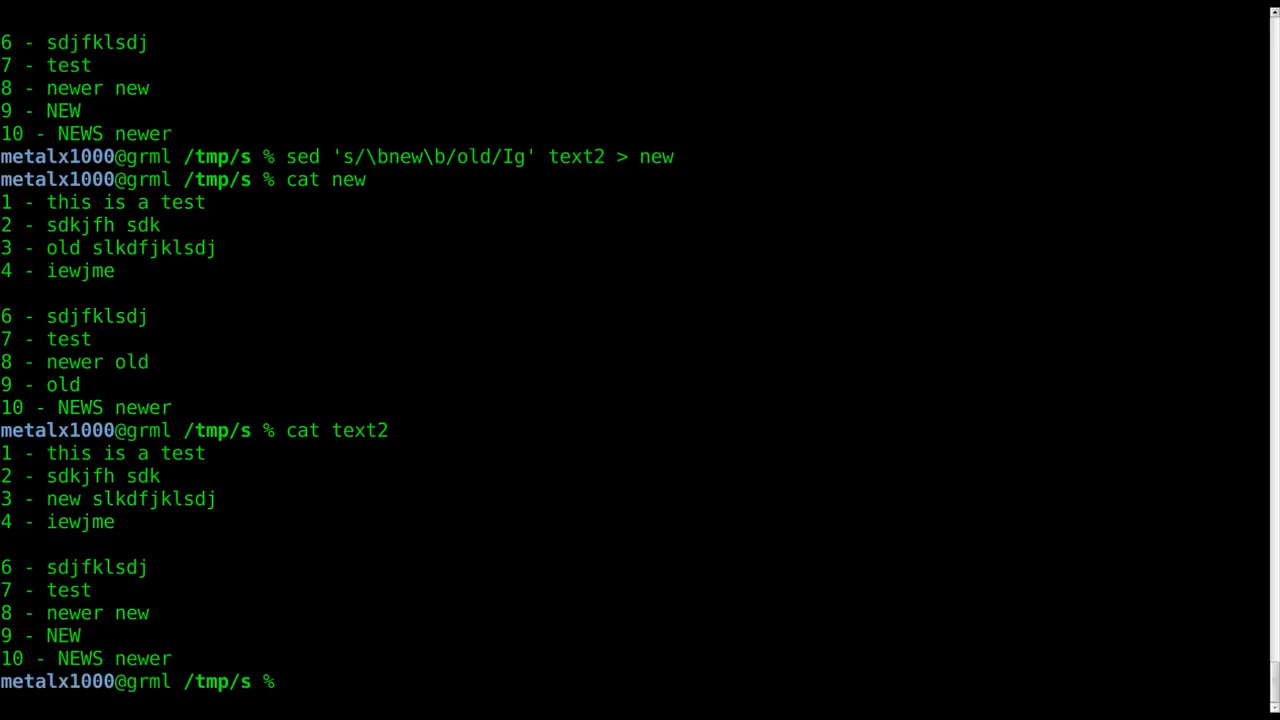 6 - sdjfklsdj
7 - test
8 - newer new
9 - NEW
10 - NEWS newer
metalx1000@grml /tmp/s % sed 's/\bnew\b/old/Ig' text2 > new
metalx1000@grml /tmp/s % cat new
1 - this is a test
2 - sdkjfh sdk
3 - old slkdfjklsdj
4 - iewjme

6 - sdjfklsdj
7 - test
8 - newer old
9 - old
10 - NEWS newer
metalx1000@grml /tmp/s % cat text2
1 - this is a test
2 - sdkjfh sdk
3 - new slkdfjklsdj
4 - iewjme

6 - sdjfklsdj
7 - test
8 - newer new
9 - NEW
10 - NEWS newer
metalx1000@grml /tmp/s %